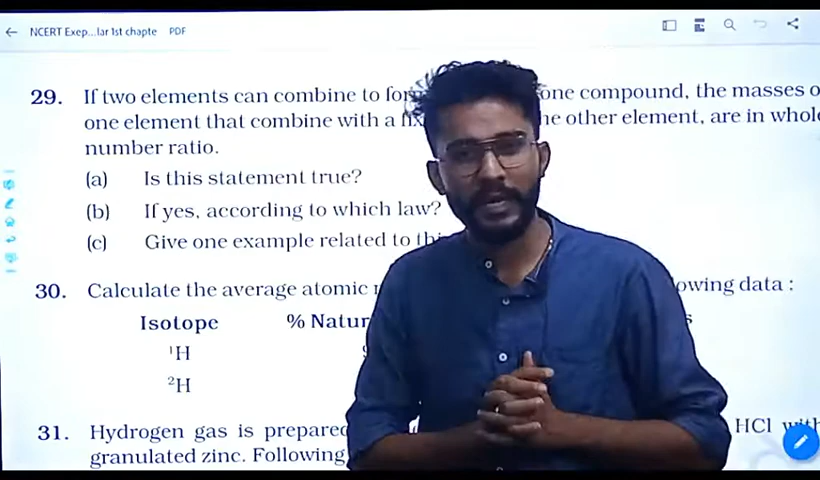 NCERT Exep...lar 1st chapte PDF
29. If two elements can combine to for one compound, the masses o
one element that combine with a fix he other element, are in whole
number ratio.
(a) Is this statement true?
(b) If yes, according to which law?
(c) Give one example related to thi
30. Calculate the average atomic owing data :
Isotope % Natur s
¹H
²H
31. Hydrogen gas is prepared HCl with
granulated zinc. Following